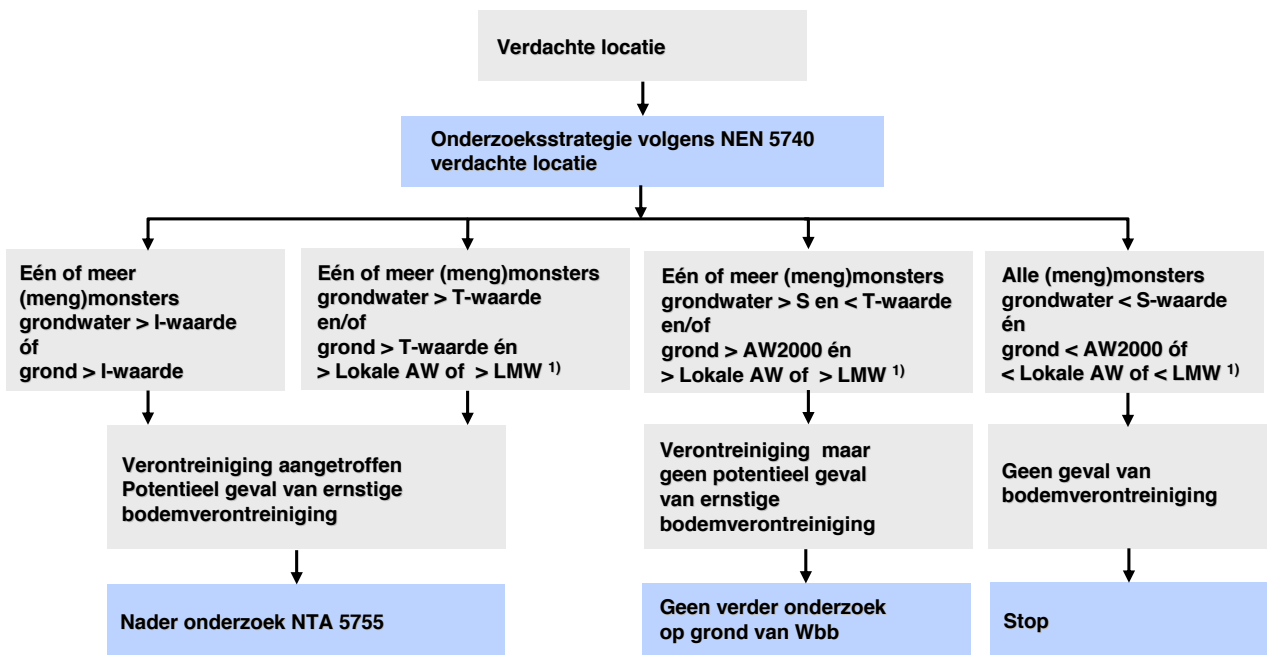 Verdachte locatie
Onderzoeksstrategie volgens NEN 5740
verdachte locatie
Eén of meer
(meng)monsters
grondwater > I-waarde
óf
grond > I-waarde
Eén of meer (meng)monsters
grondwater > T-waarde
en/of
grond > T-waarde én
> Lokale AW of > LMW 1)
Eén of meer (meng)monsters
grondwater > S en < T-waarde
en/of
grond > AW2000 én
> Lokale AW of > LMW 1)
Alle (meng)monsters
grondwater < S-waarde
én
grond < AW2000 óf
< Lokale AW of < LMW 1)
Verontreiniging aangetroffen
Potentieel geval van ernstige
bodemverontreiniging
Verontreiniging maar
geen potentieel geval
van ernstige
bodemverontreiniging
Geen geval van
bodemverontreiniging
Nader onderzoek NTA 5755
Geen verder onderzoek
op grond van Wbb
Stop